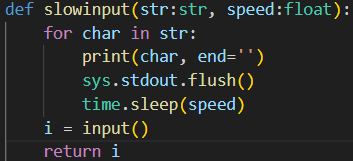 def slowinput(str:str, speed:float):
    for char in str:
        print(char, end='')
        sys.stdout.flush()
        time.sleep(speed)
    i = input()
    return i